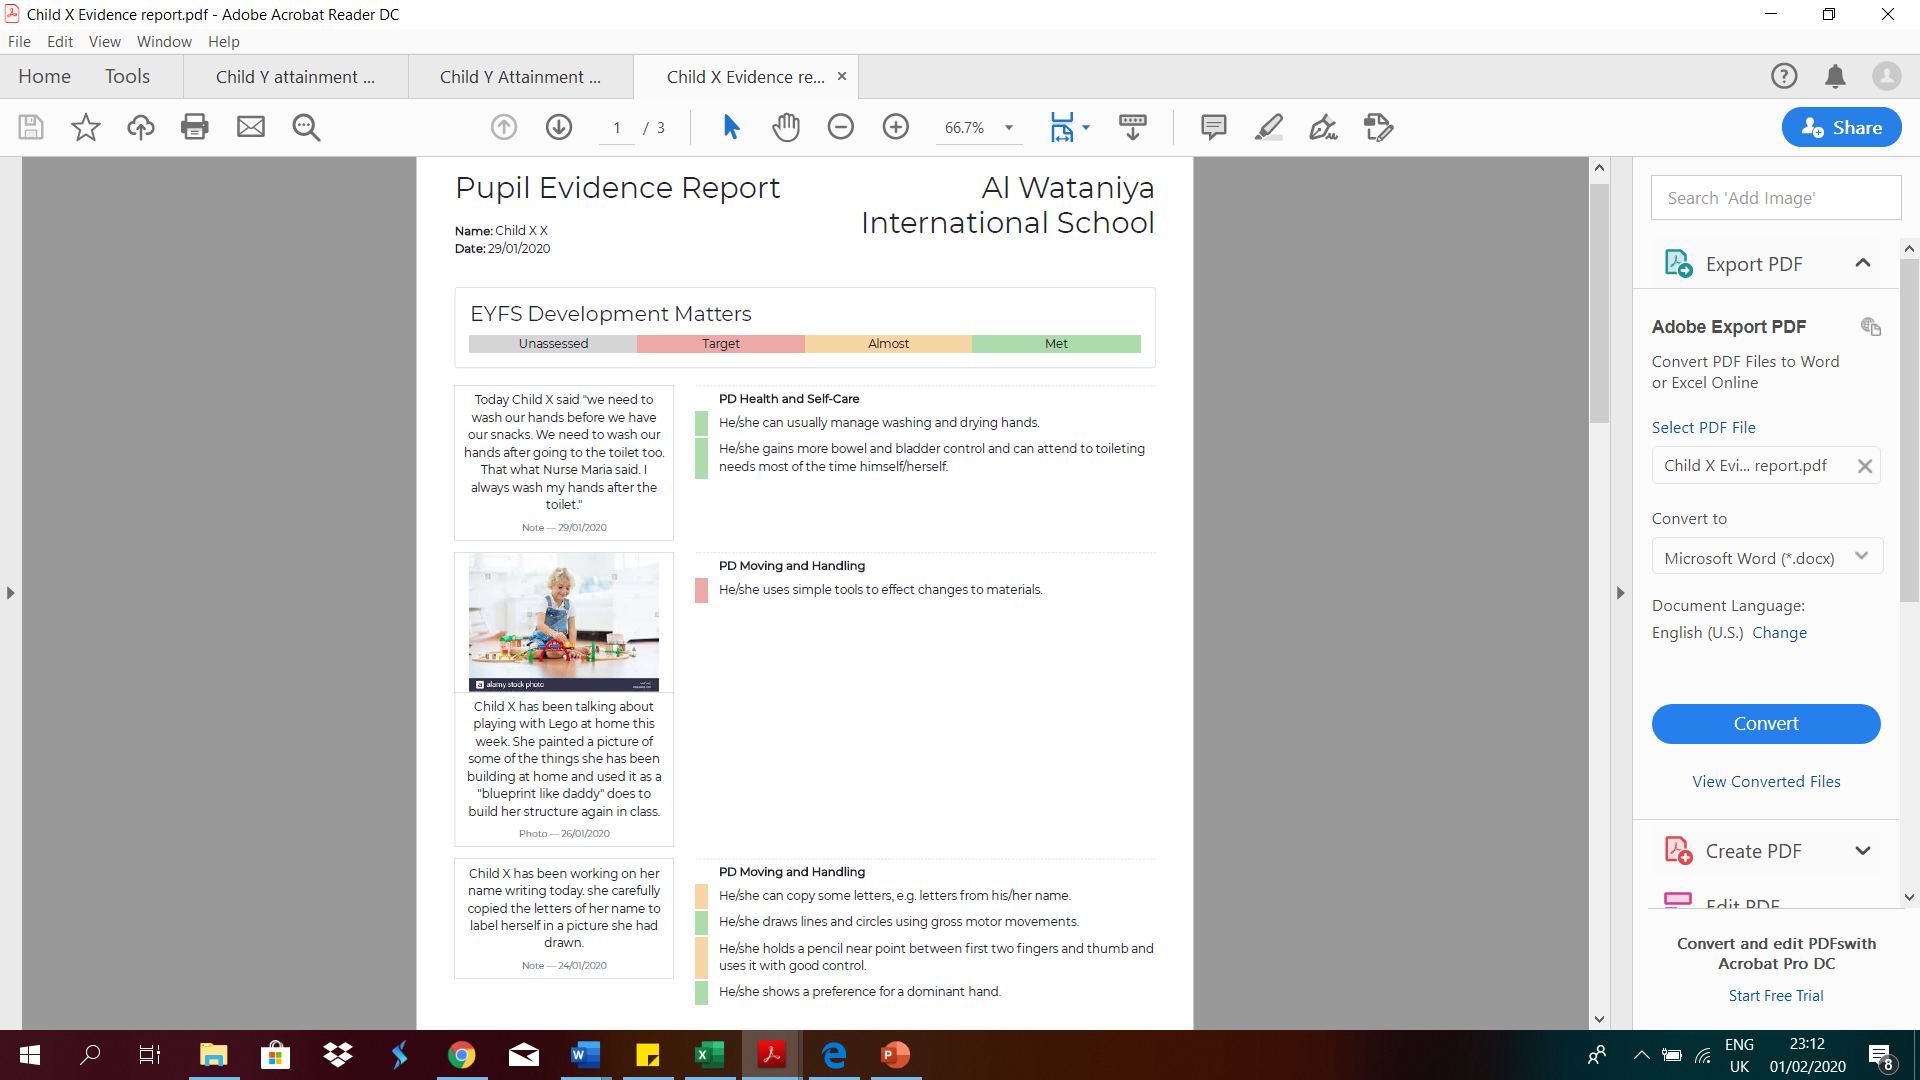 Child X Evidence report.pdf - Adobe Acrobat Reader DC
File Edit View Window Help
Home Tools Child Y attainment ... Child Y Attainment ... Child X Evidence re...
1 / 3 66.7% Share
Pupil Evidence Report
Al Wataniya
International School
Name: Child X X
Date: 29/01/2020
EYFS Development Matters
Unassessed Target Almost Met
Today Child X said "we need to
wash our hands before we have
our snacks. We need to wash our
hands after going to the toilet too.
That what Nurse Maria said. I
always wash my hands after the
toilet."
Note — 29/01/2020
PD Health and Self-Care
He/she can usually manage washing and drying hands.
He/she gains more bowel and bladder control and can attend to toileting
needs most of the time himself/herself.
a alamy stock photo
Child X has been talking about
playing with Lego at home this
week. She painted a picture of
some of the things she has been
building at home and used it as a
"blueprint like daddy" does to
build her structure again in class.
Photo — 26/01/2020
PD Moving and Handling
He/she uses simple tools to effect changes to materials.
Child X has been working on her
name writing today. she carefully
copied the letters of her name to
label herself in a picture she had
drawn.
Note — 24/01/2020
PD Moving and Handling
He/she can copy some letters, e.g. letters from his/her name.
He/she draws lines and circles using gross motor movements.
He/she holds a pencil near point between first two fingers and thumb and
uses it with good control.
He/she shows a preference for a dominant hand.
Search 'Add Image'
Export PDF
Adobe Export PDF
Convert PDF Files to Word
or Excel Online
Select PDF File
Child X Evi... report.pdf
Convert to
Microsoft Word (*.docx)
Document Language:
English (U.S.) Change
Convert
View Converted Files
Create PDF
Edit PDF
Convert and edit PDFswith
Acrobat Pro DC
Start Free Trial
ENG
UK
23:12
01/02/2020
8